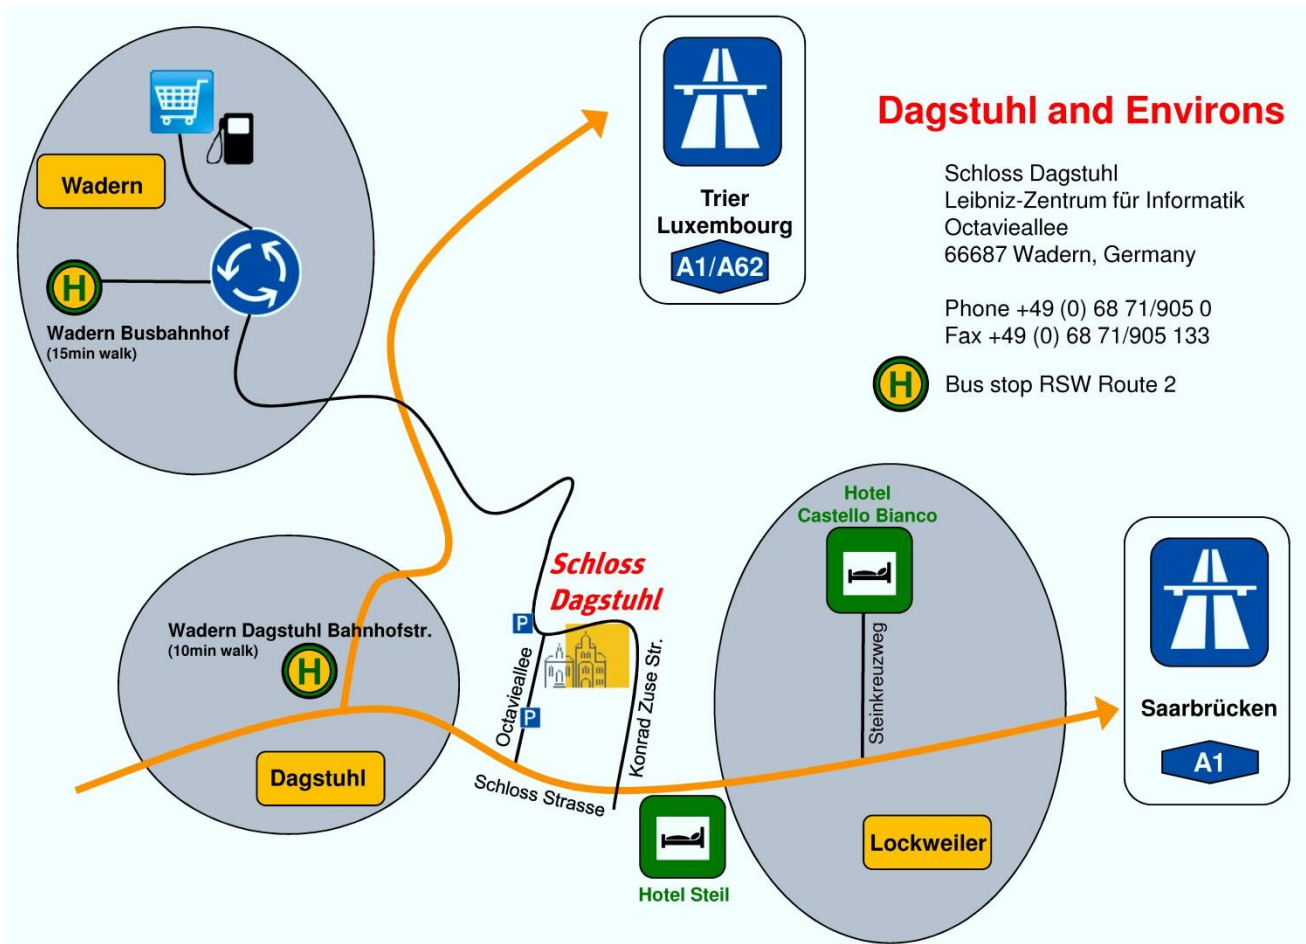 Dagstuhl and Environs
Schloss Dagstuhl
Leibniz-Zentrum für Informatik
Octavieallee
66687 Wadern, Germany
Phone +49 (0) 68 71/905 0
Fax +49 (0) 68 71/905 133
H
Bus stop RSW Route 2
Trier
Luxembourg
A1/A62
Wadern
H
Wadern Busbahnhof
(15min walk)
Schloss
Dagstuhl
P
P
Octavieallee
Konrad Zuse Str.
Schloss Strasse
Wadern Dagstuhl Bahnhofstr.
(10min walk)
H
Dagstuhl
Hotel
Castello Bianco
Steinkreuzweg
Lockweiler
Hotel Steil
Saarbrücken
A1